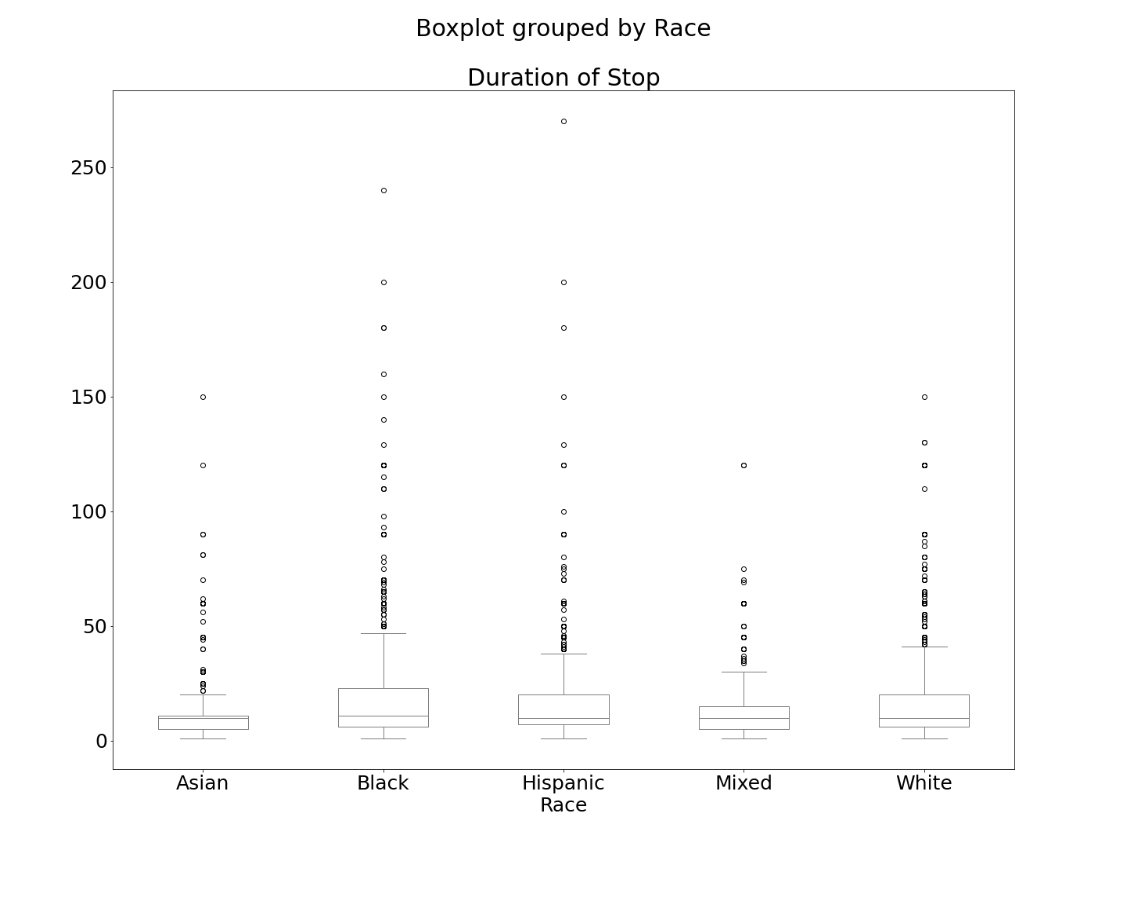 Boxplot grouped by Race
Duration of Stop
250
200
150
100
50
0
Asian Black Hispanic Mixed White
Race